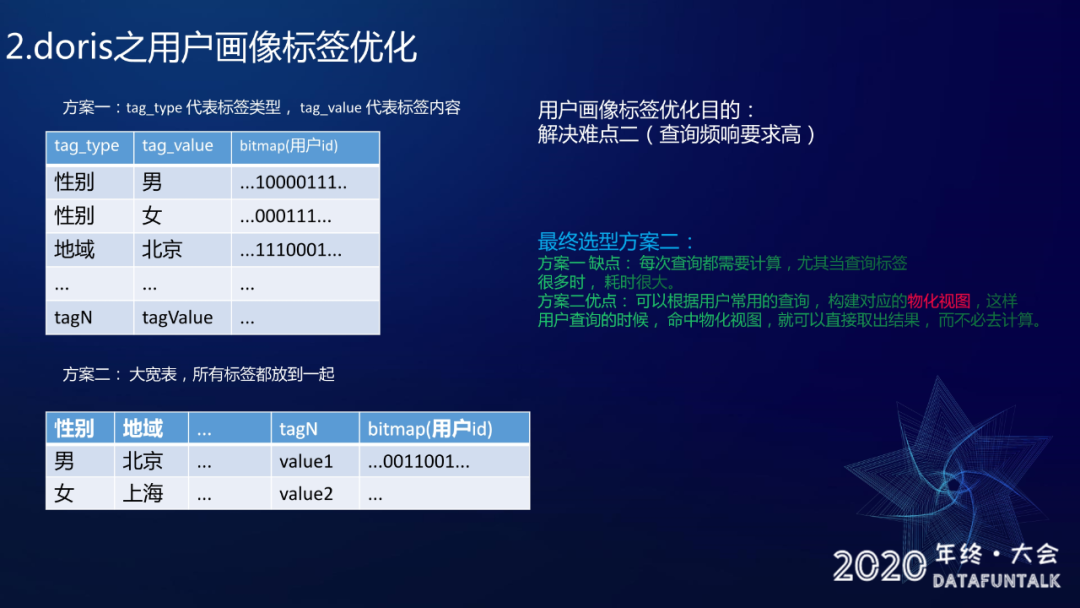 2.doris之用户画像标签优化
方案一：tag_type 代表标签类型， tag_value 代表标签内容
tag_type tag_value bitmap(用户id)
性别 男 ...10000111..
性别 女 ...000111...
地域 北京 ...1110001...
... ... ...
tagN tagValue ...
方案二： 大宽表，所有标签都放到一起
性别 地域 ... tagN bitmap(用户id)
男 北京 ... value1 ...0011001...
女 上海 ... value2 ...
用户画像标签优化目的：
解决难点二（查询频响要求高）
最终选型方案二：
方案一 缺点： 每次查询都需要计算，尤其当查询标签
很多时， 耗时很大。
方案二优点： 可以根据用户常用的查询， 构建对应的物化视图，这样
用户查询的时候， 命中物化视图，就可以直接取出结果， 而不必去计算。
2020 年终·大会
DATAFUNTALK